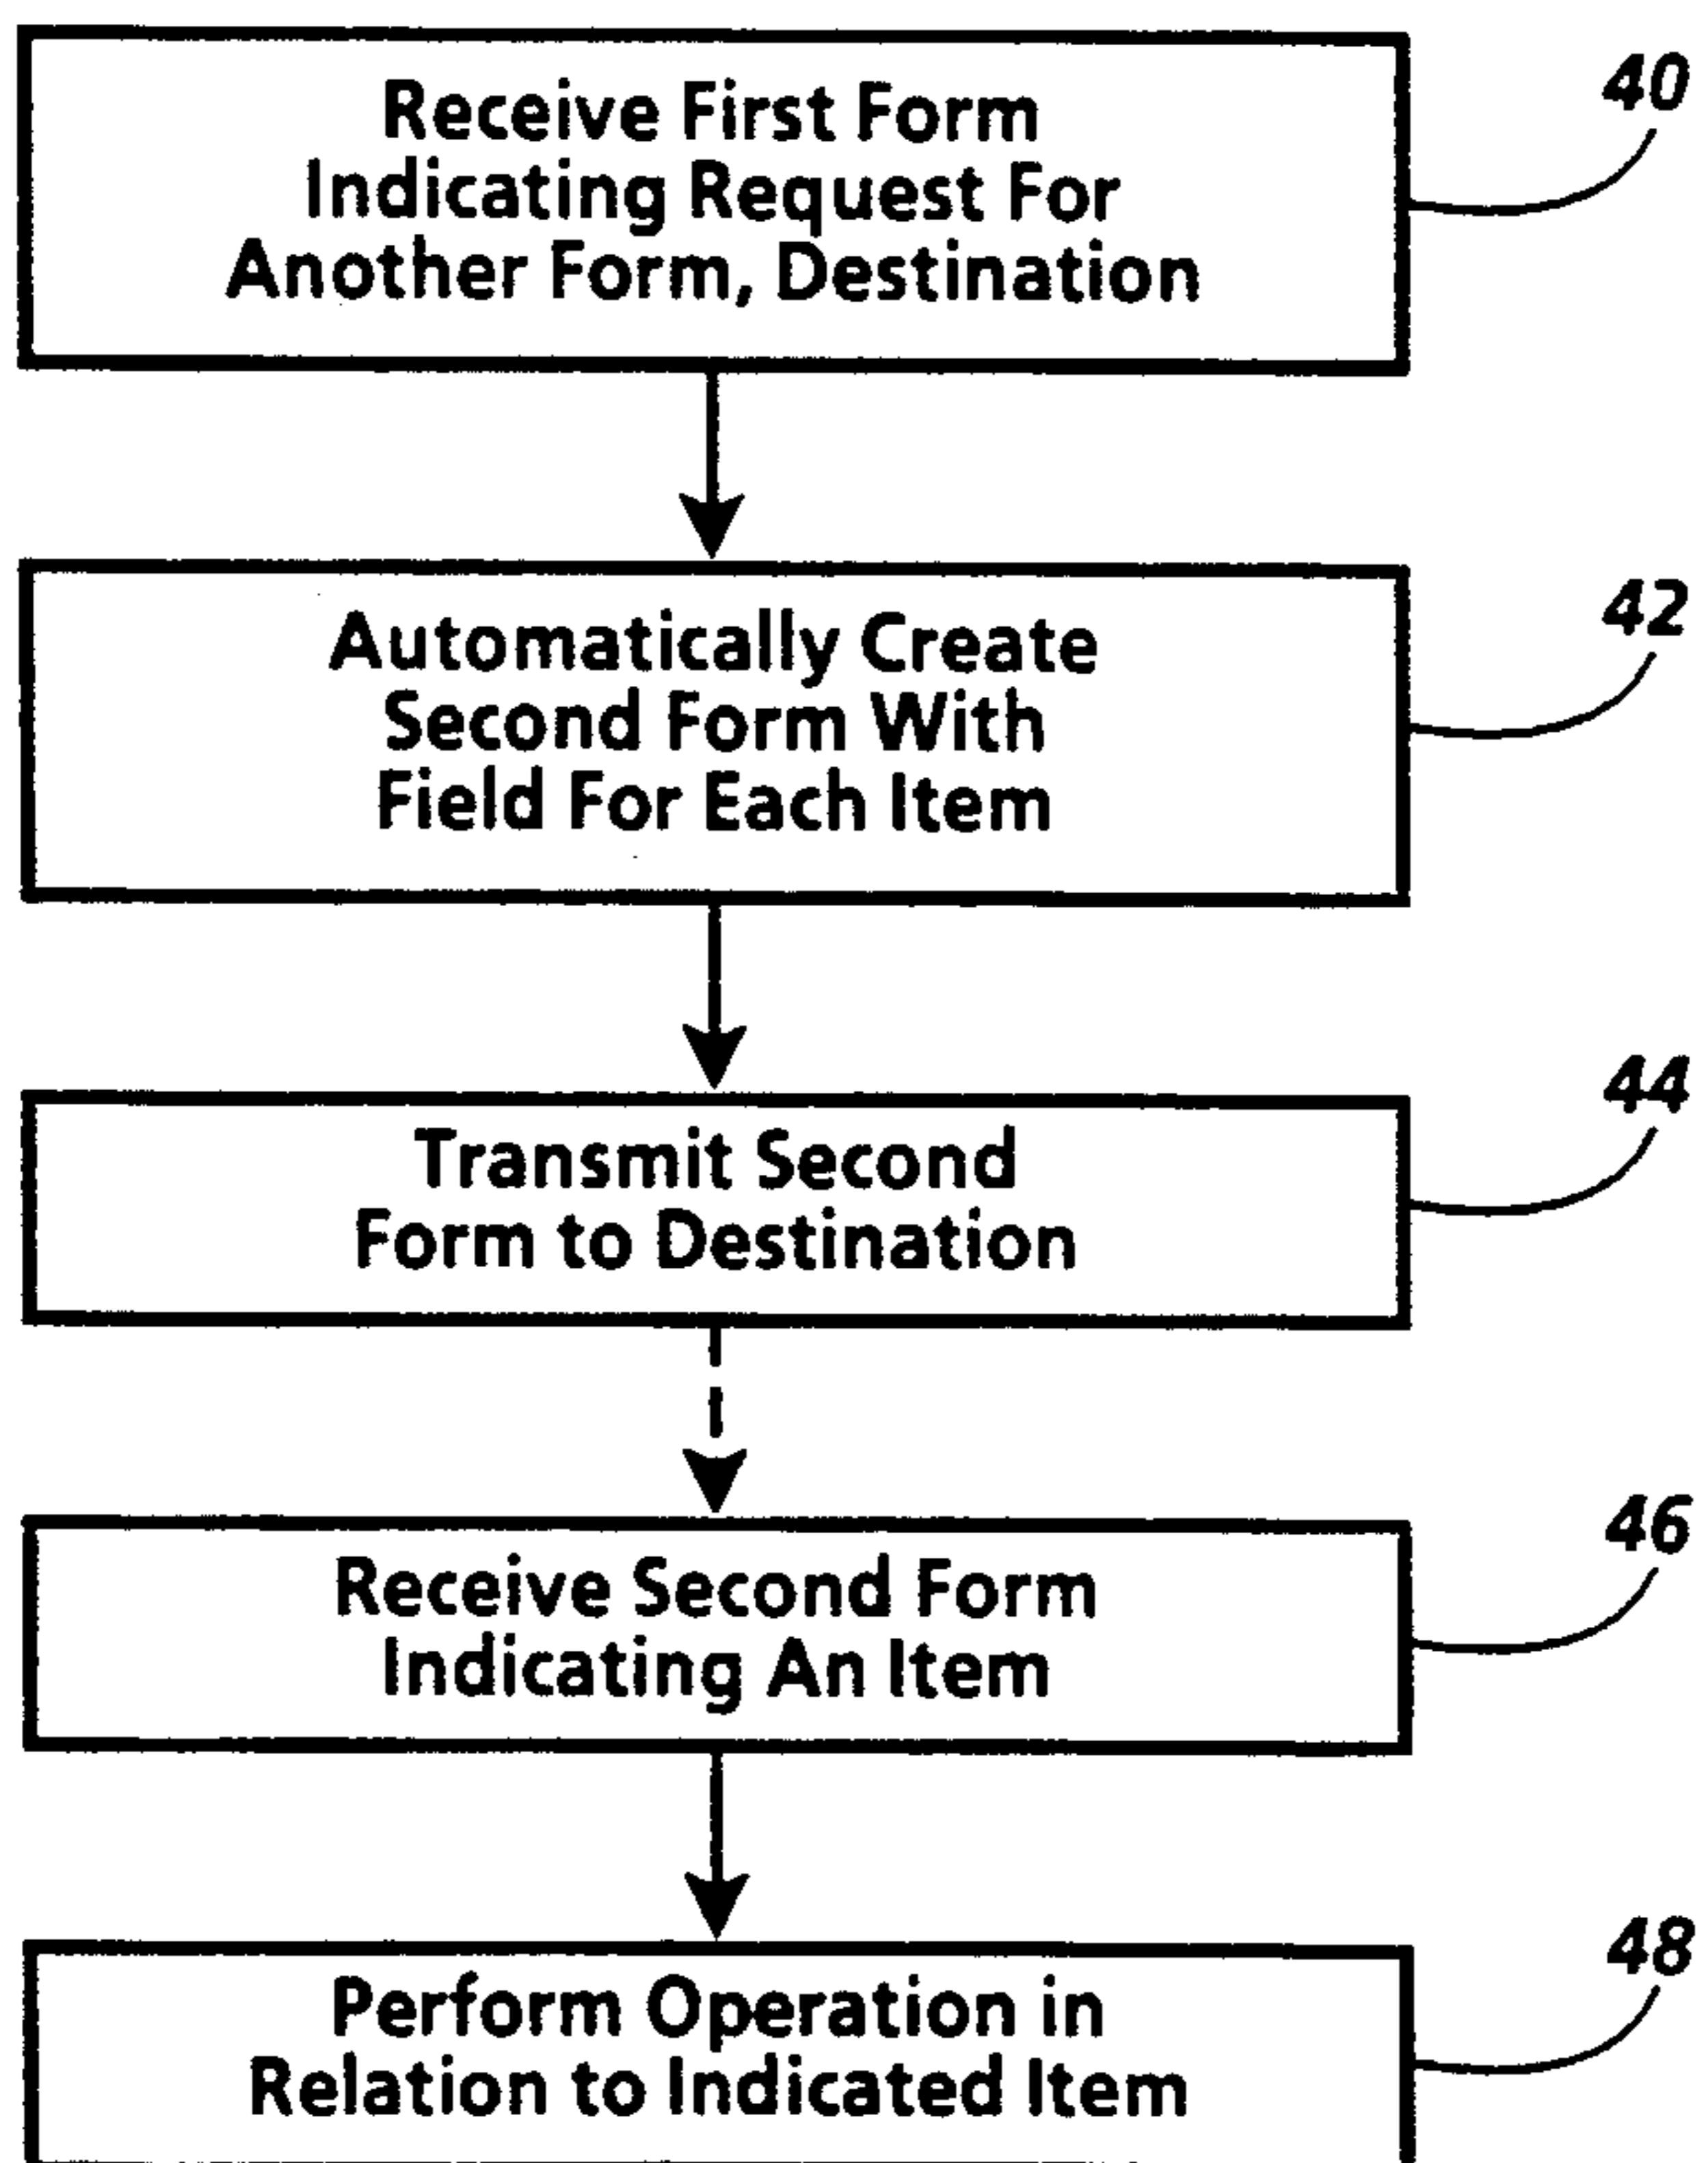 Receive First Form
Indicating Request For
Another Form, Destination
40
Automatically Create
Second Form With
Field For Each Item
42
Transmit Second
Form to Destination
44
Receive Second Form
Indicating An Item
46
Perform Operation in
Relation to Indicated Item
48